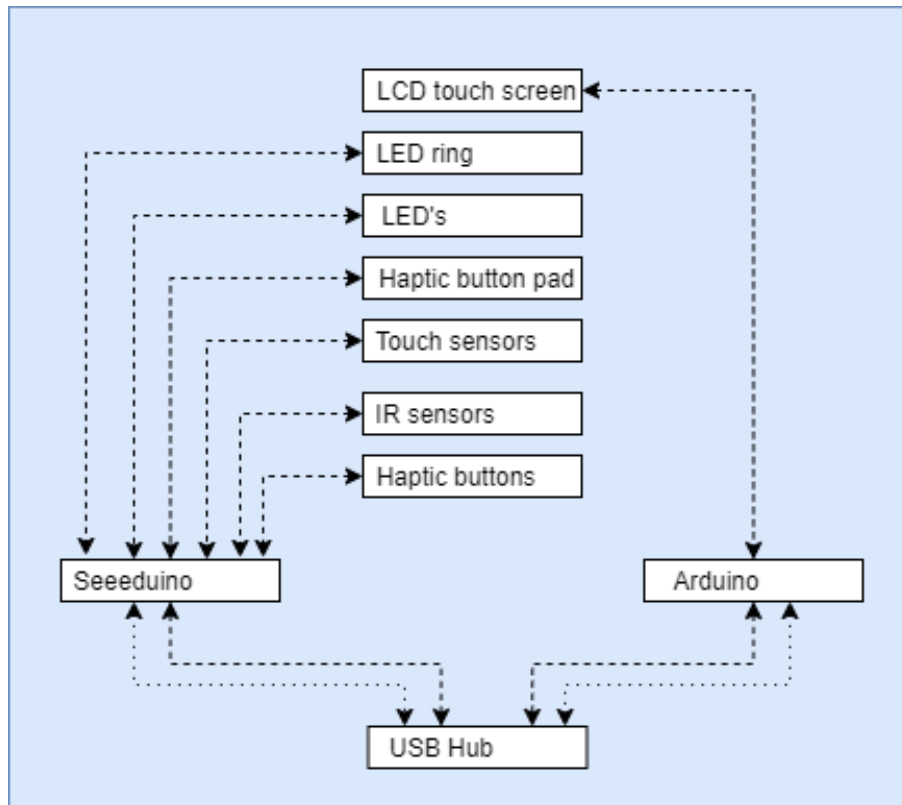 LCD touch screen
LED ring
LED's
Haptic button pad
Touch sensors
IR sensors
Haptic buttons
Seeeduino
Arduino
USB Hub